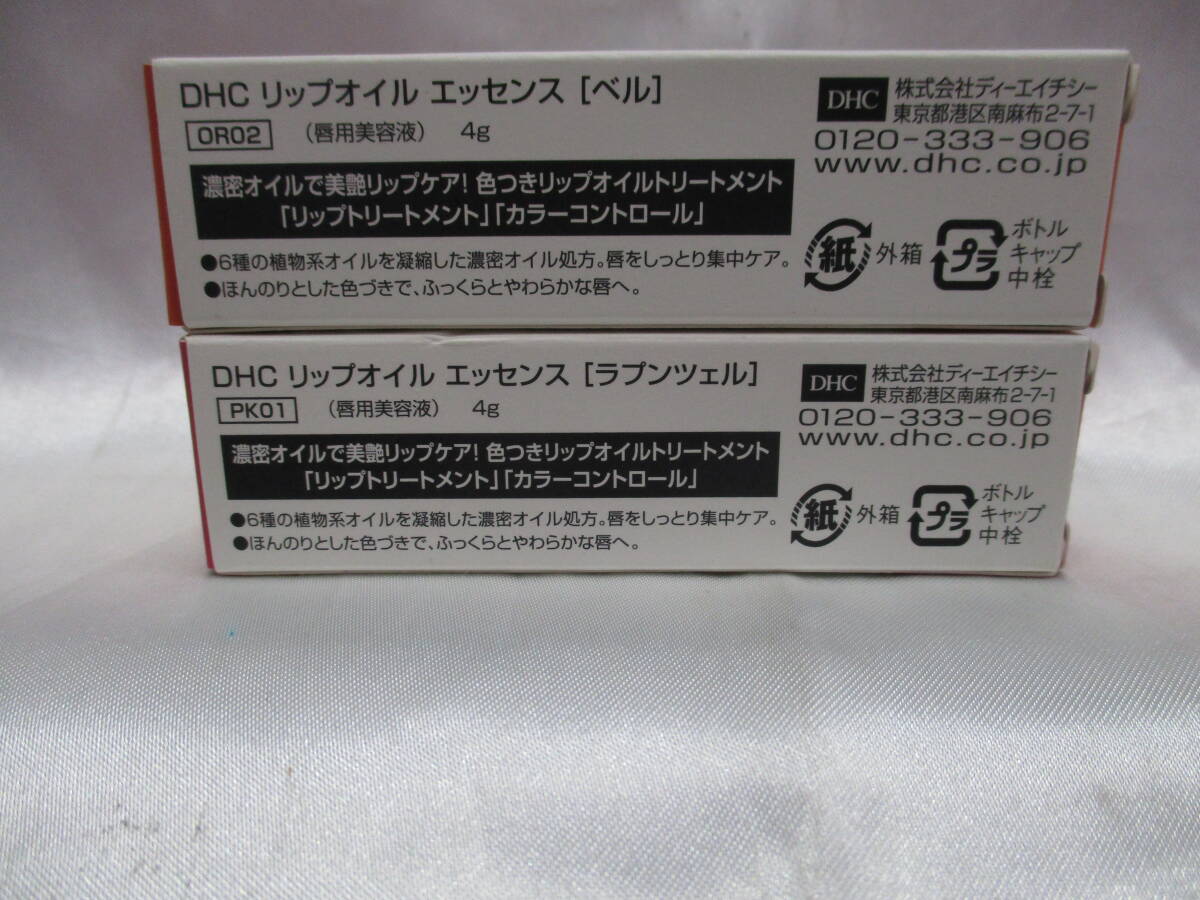 DHC リップオイル エッセンス [ベル]
OR02 (唇用美容液) 4g
濃密オイルで美艶リップケア! 色つきリップオイルトリートメント
「リップトリートメント」「カラーコントロール」
●6種の植物系オイルを凝縮した濃密オイル処方。唇をしっとり集中ケア。
●ほんのりとした色づきで、ふっくらとやわらかな唇へ。
DHC
株式会社ディーエイチシー
東京都港区南麻布2-7-1
0120-333-906
www.dhc.co.jp
紙 外箱
プラ
ボトル
キャップ
中栓
DHC リップオイル エッセンス [ラプンツェル]
PK01 (唇用美容液) 4g
濃密オイルで美艶リップケア! 色つきリップオイルトリートメント
「リップトリートメント」「カラーコントロール」
●6種の植物系オイルを凝縮した濃密オイル処方。唇をしっとり集中ケア。
●ほんのりとした色づきで、ふっくらとやわらかな唇へ。
DHC
株式会社ディーエイチシー
東京都港区南麻布2-7-1
0120-333-906
www.dhc.co.jp
紙 外箱
プラ
ボトル
キャップ
中栓